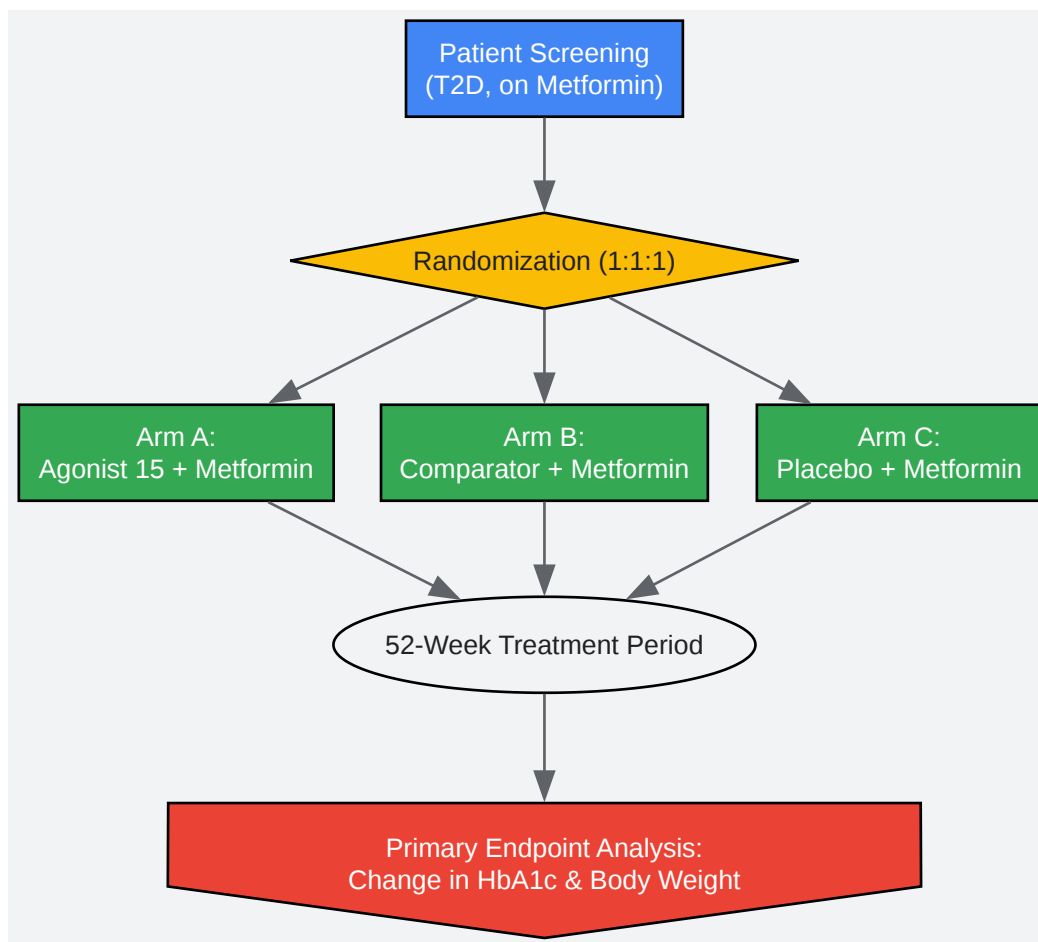 Patient Screening
(T2D, on Metformin)
Randomization (1:1:1)
Arm A:
Agonist 15 + Metformin
Arm B:
Comparator + Metformin
Arm C:
Placebo + Metformin
52-Week Treatment Period
Primary Endpoint Analysis:
Change in HbA1c & Body Weight